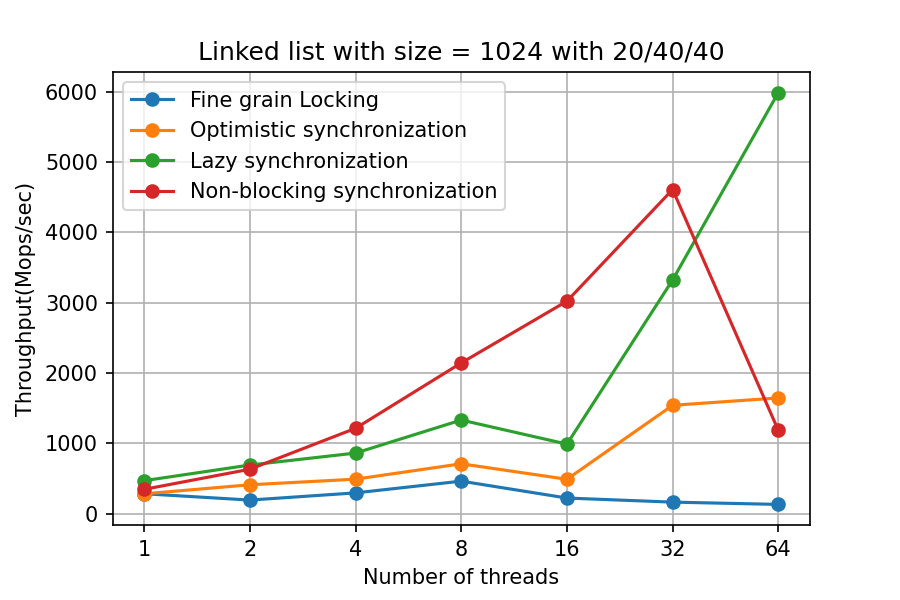 Linked list with size = 1024 with 20/40/40
6000
5000
4000
3000
2000
1000
0
Throughput(Mops/sec)
Fine grain Locking
Optimistic synchronization
Lazy synchronization
Non-blocking synchronization
1 2 4 8 16 32 64
Number of threads